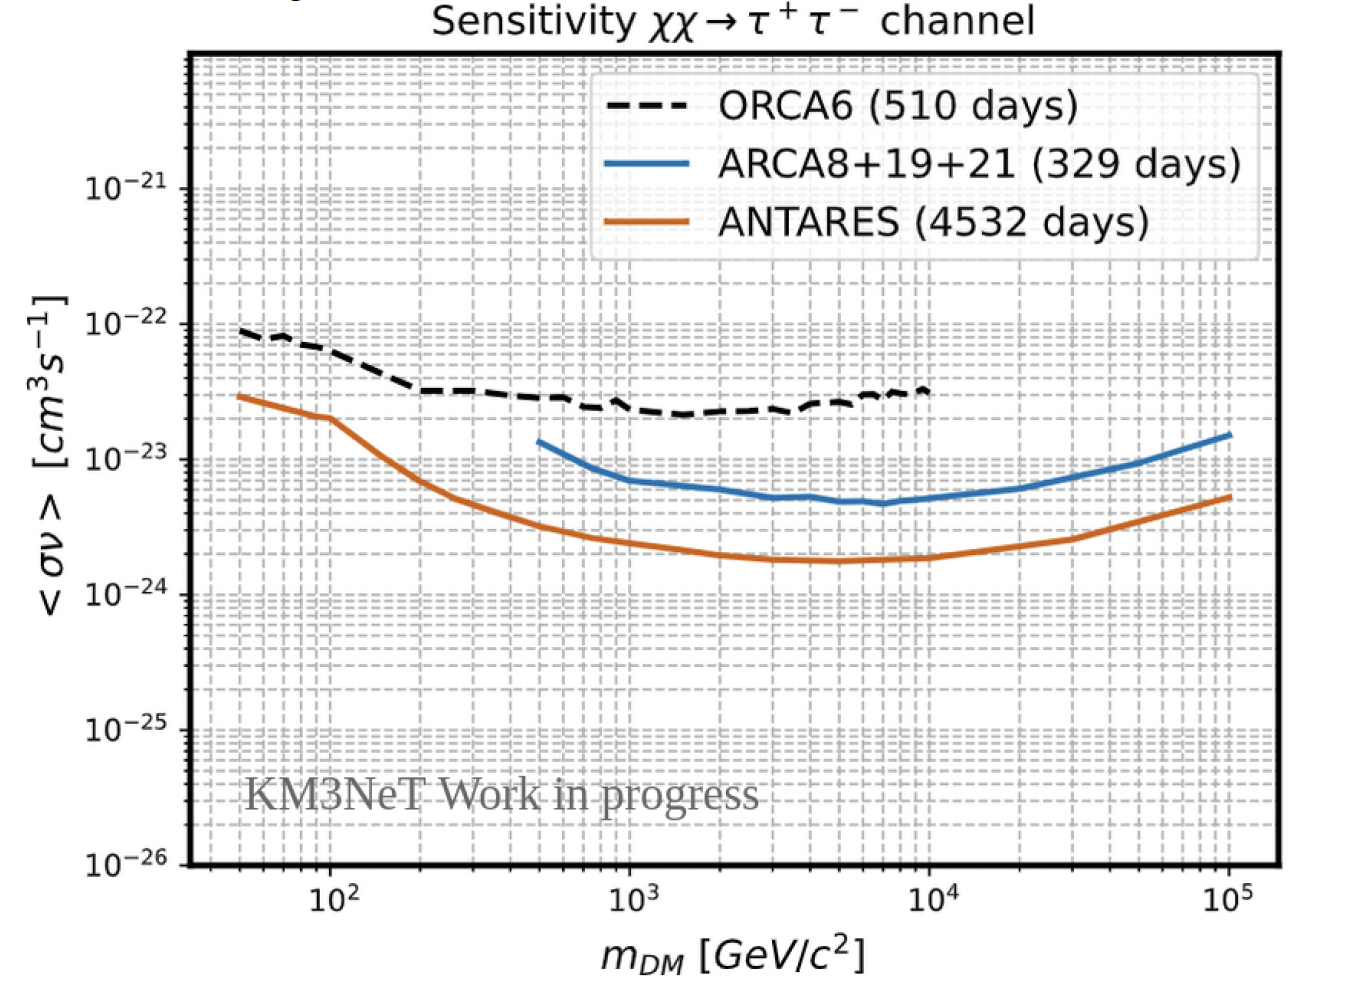 Sensitivity χχ → τ⁺ τ⁻ channel
ORCA6 (510 days)
ARCA8+19+21 (329 days)
ANTARES (4532 days)
10⁻²¹
10⁻²²
10⁻²³
10⁻²⁴
10⁻²⁵
10⁻²⁶
< σν > [cm³s⁻¹]
KM3NeT Work in progress
10² 10³ 10⁴ 10⁵
m_DM [GeV/c²]